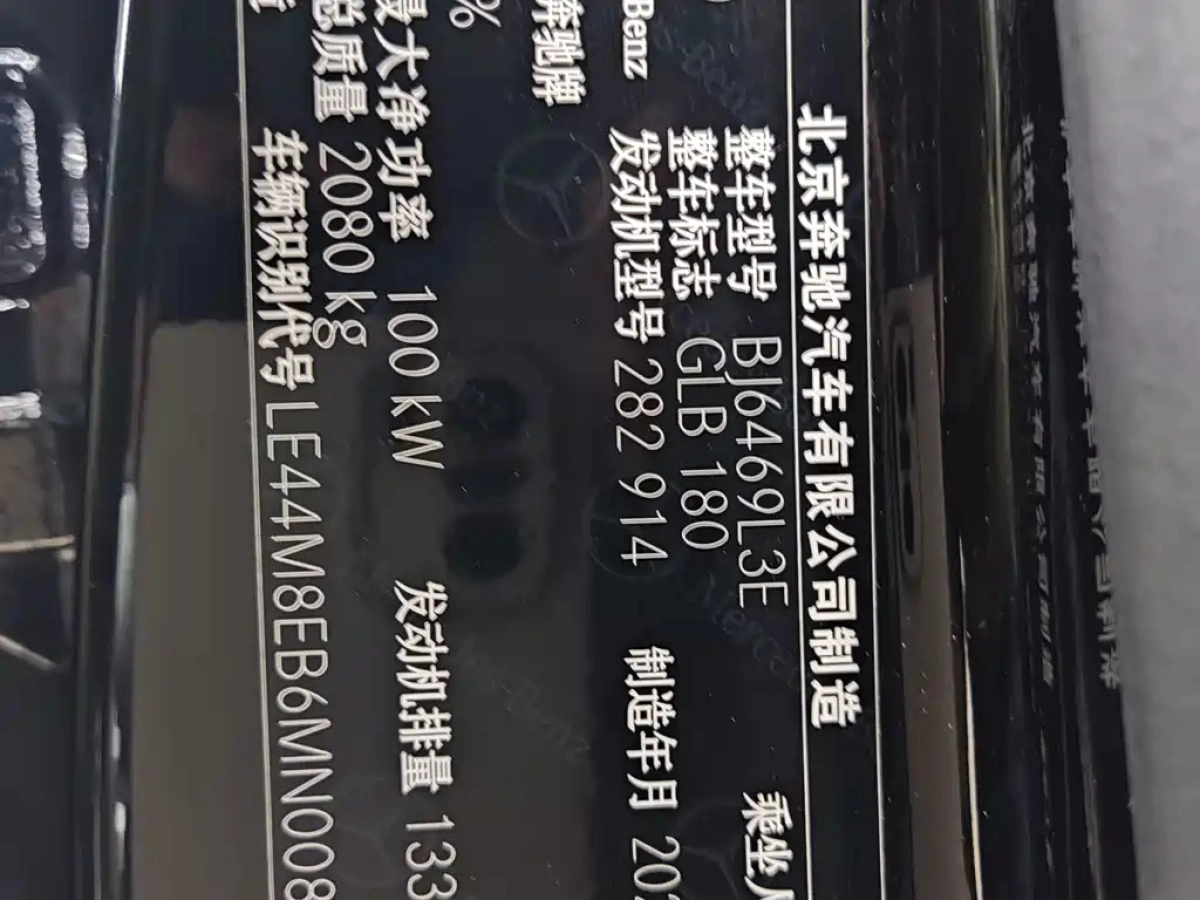 北京奔驰汽车有限公司制造
整车型号 BJ6469L3E 乘坐人
整车标志 GLB 180
Benz 发动机型号 282 914 制造年月 202
奔驰牌
%
最大净功率 100 kW 发动机排量 133
总质量 2080 kg
车辆识别代号 LE44M8EB6MN008